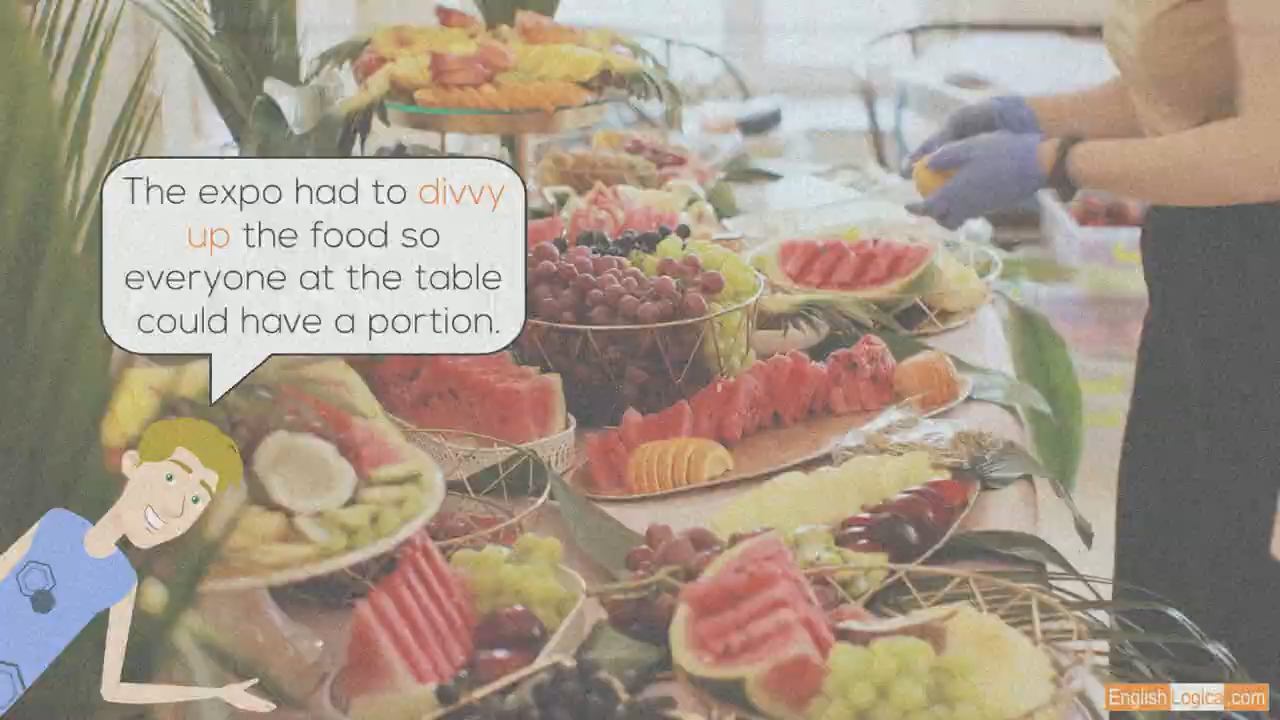 The expo had to divvy
up the food so
everyone at the table
could have a portion.
EnglishLogica.com